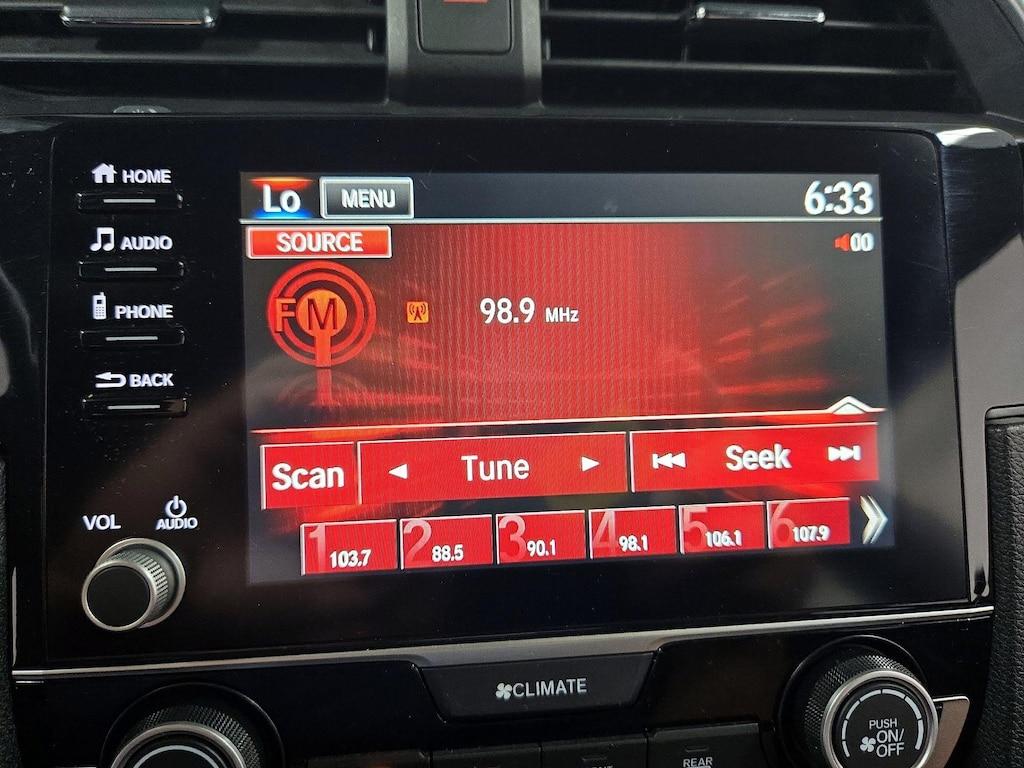 HOME
AUDIO
PHONE
BACK
VOL
AUDIO
Lo MENU 6:33
SOURCE 00
FM 98.9 MHz
Scan Tune Seek
1 103.7 2 88.5 3 90.1 4 98.1 5 106.1 6 107.9
CLIMATE
PUSH
ON/
OFF
REAR